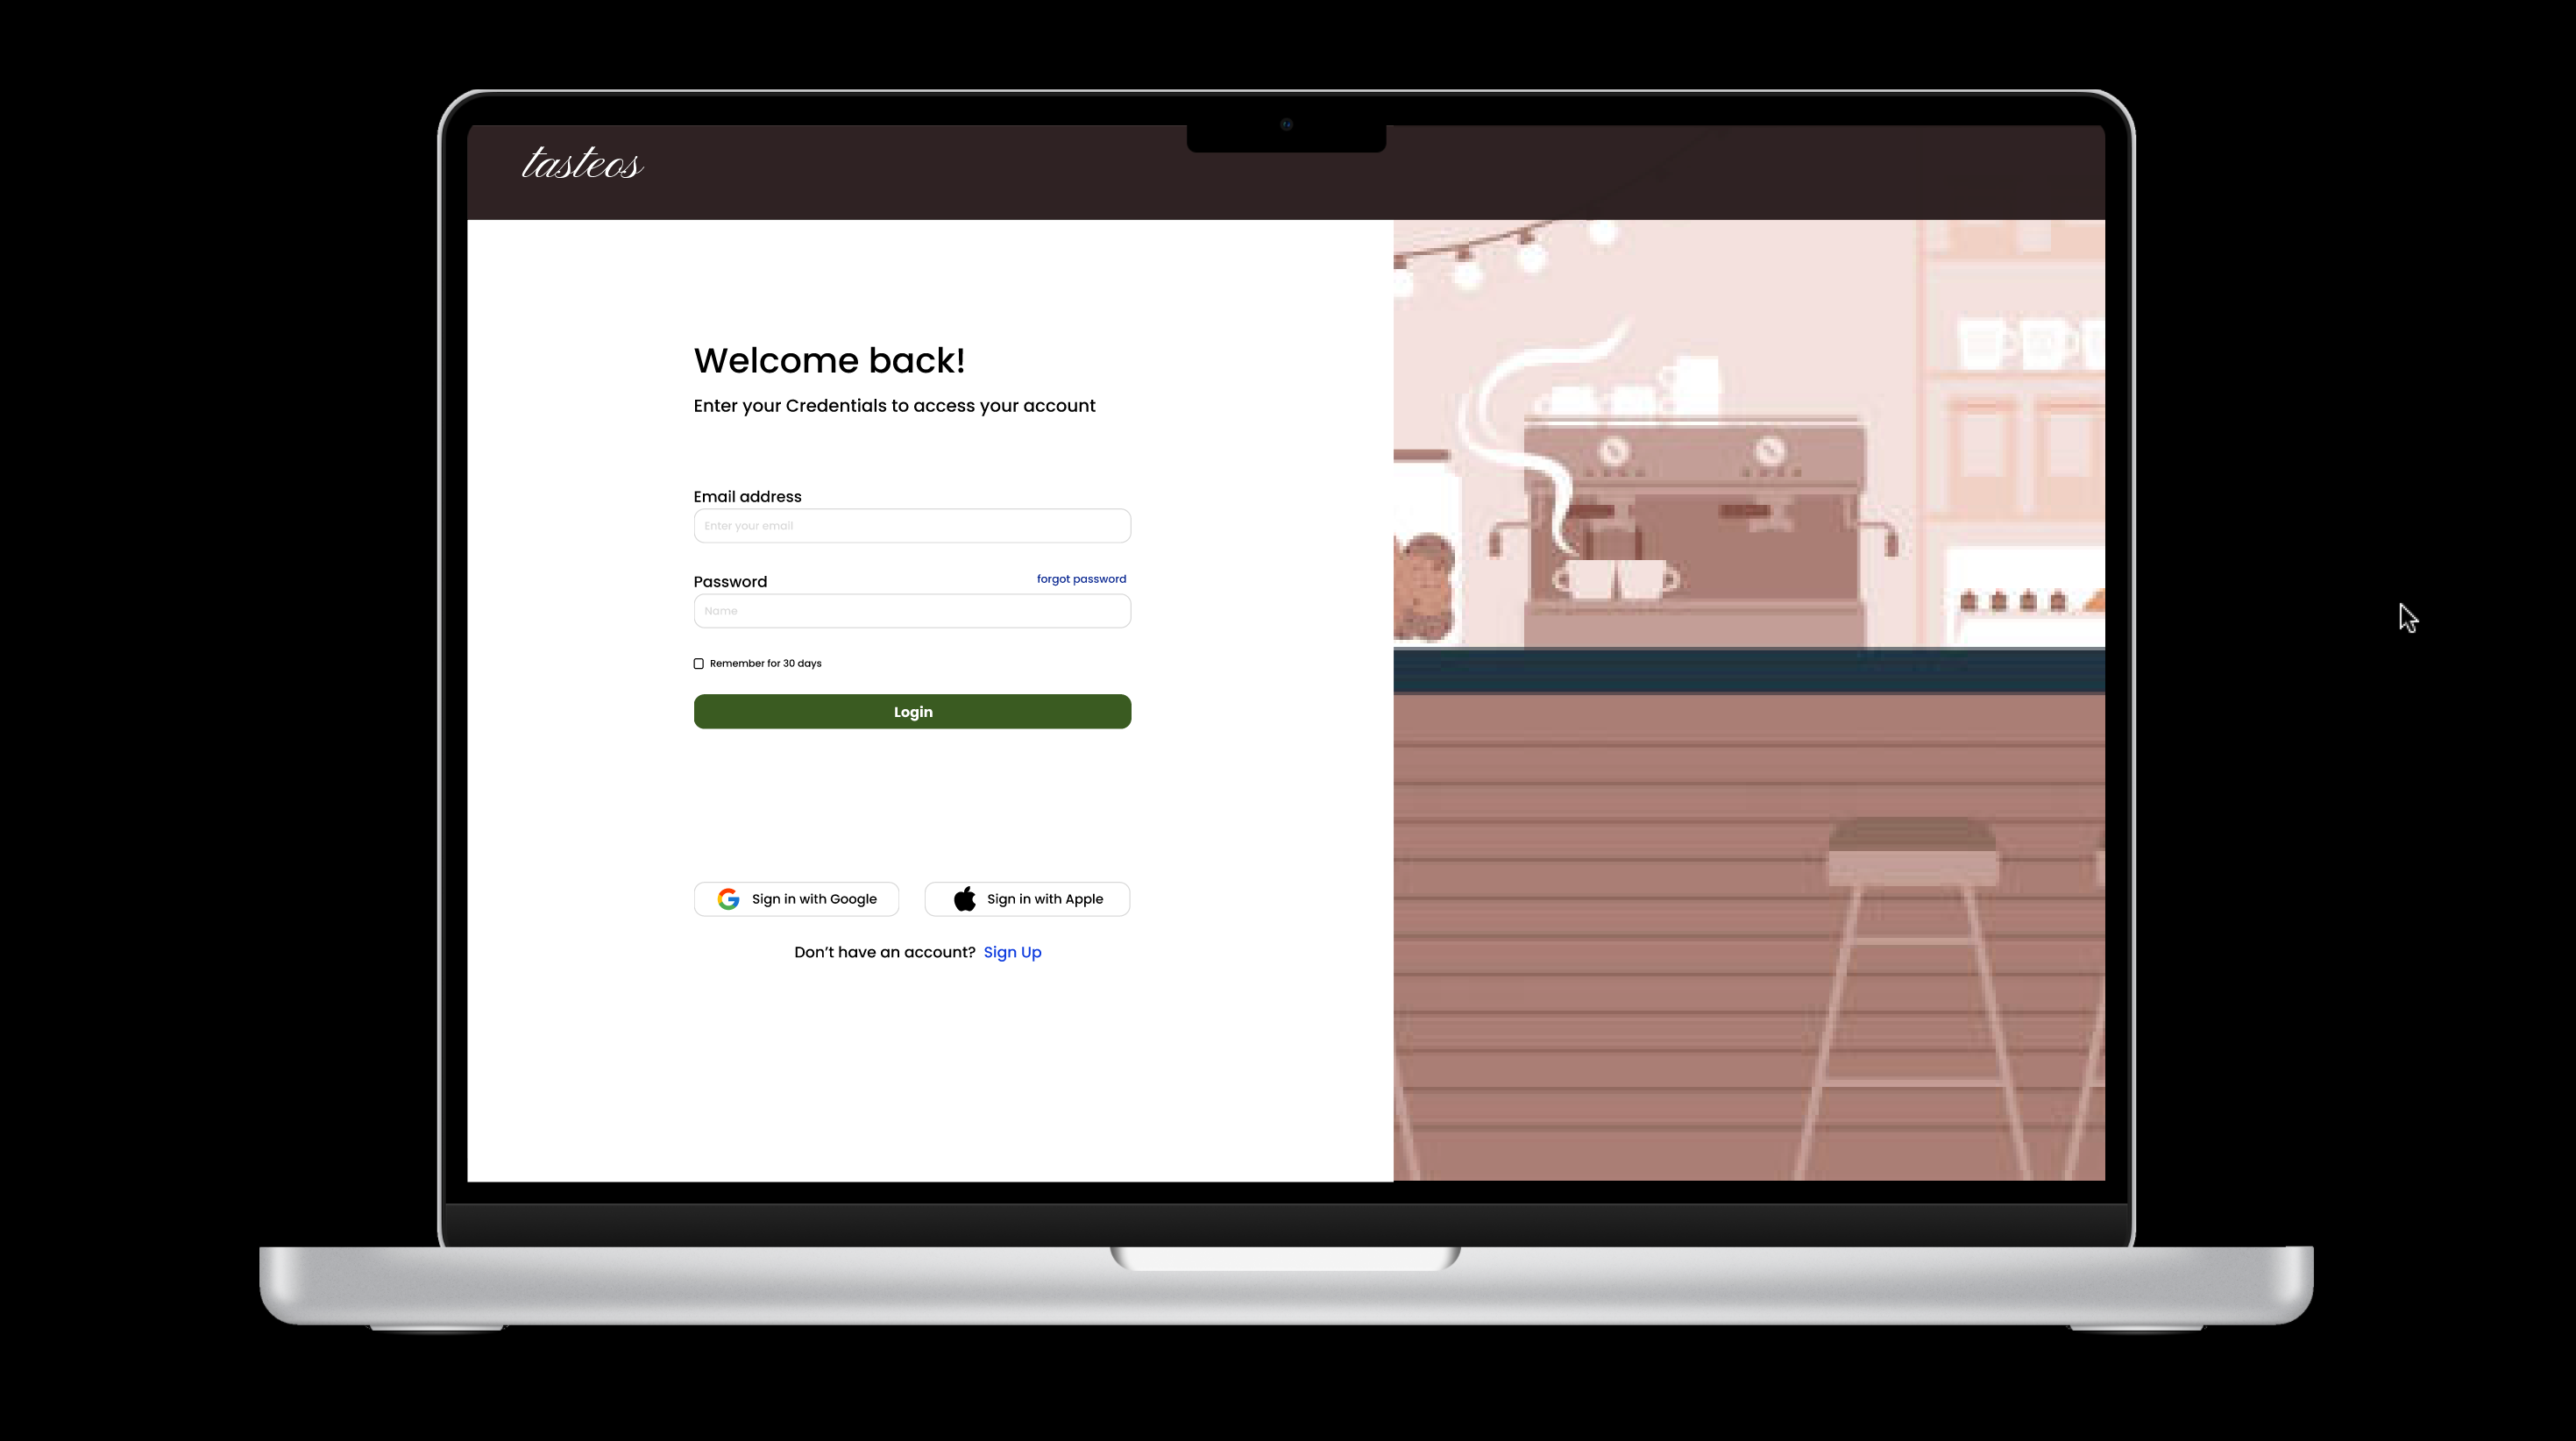 tasteos
Welcome back!
Enter your Credentials to access your account
Email address
Enter your email
Password
forgot password
Name
Remember for 30 days
Login
Sign in with Google
Sign in with Apple
Don’t have an account? Sign Up